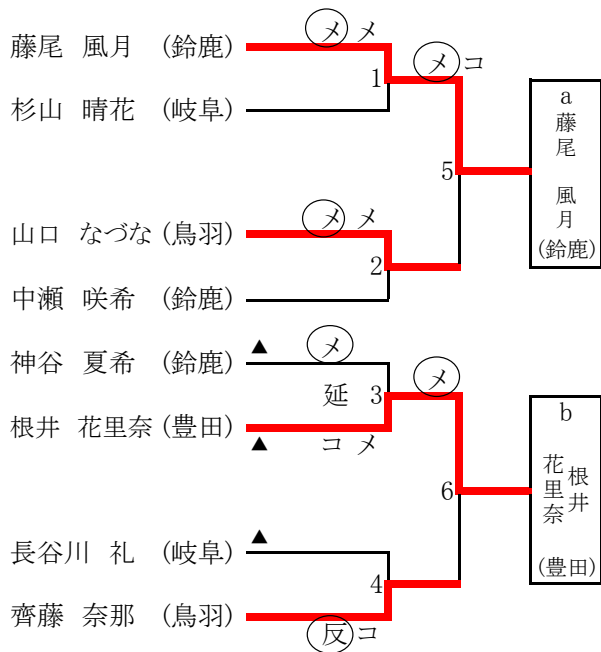 メメ
藤尾 風月 (鈴鹿)
メコ
1
杉山 晴花 (岐阜)
a
藤尾 風月
(鈴鹿)
5
メメ
山口 なづな(鳥羽)
2
中瀬 咲希 (鈴鹿)
▲ メ
神谷 夏希 (鈴鹿)
メ
延 3
根井 花里奈(豊田)
▲ コメ
b
根井 花里奈
(豊田)
6
▲
長谷川 礼 (岐阜)
4
齊藤 奈那 (鳥羽)
反コ